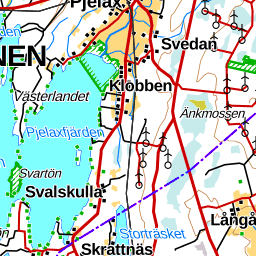 Pjelax
Svedan
NEN
Klobben
Västerlandet
Änkmossen
Pjelaxfjärden
Svartön
Svalskulla
Långå
Storträsket
Skrattnäs